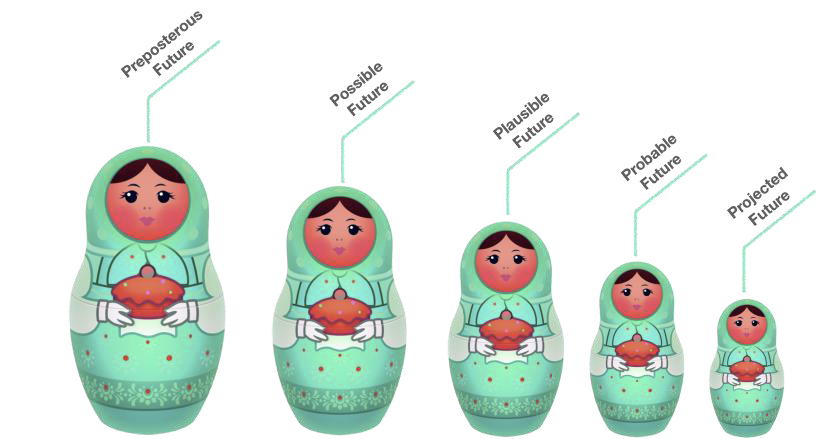 Preposterous
Future
Possible
Future
Plausible
Future
Probable
Future
Projected
Future